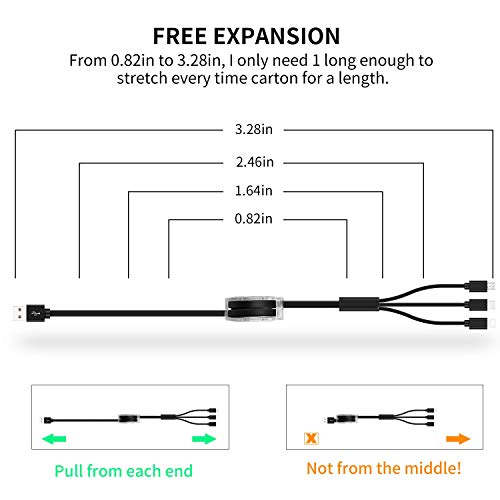 FREE EXPANSION
From 0.82in to 3.28in, I only need 1 long enough to
stretch every time carton for a length.
3.28in
2.46in
1.64in
0.82in
X
Pull from each end
Not from the middle!